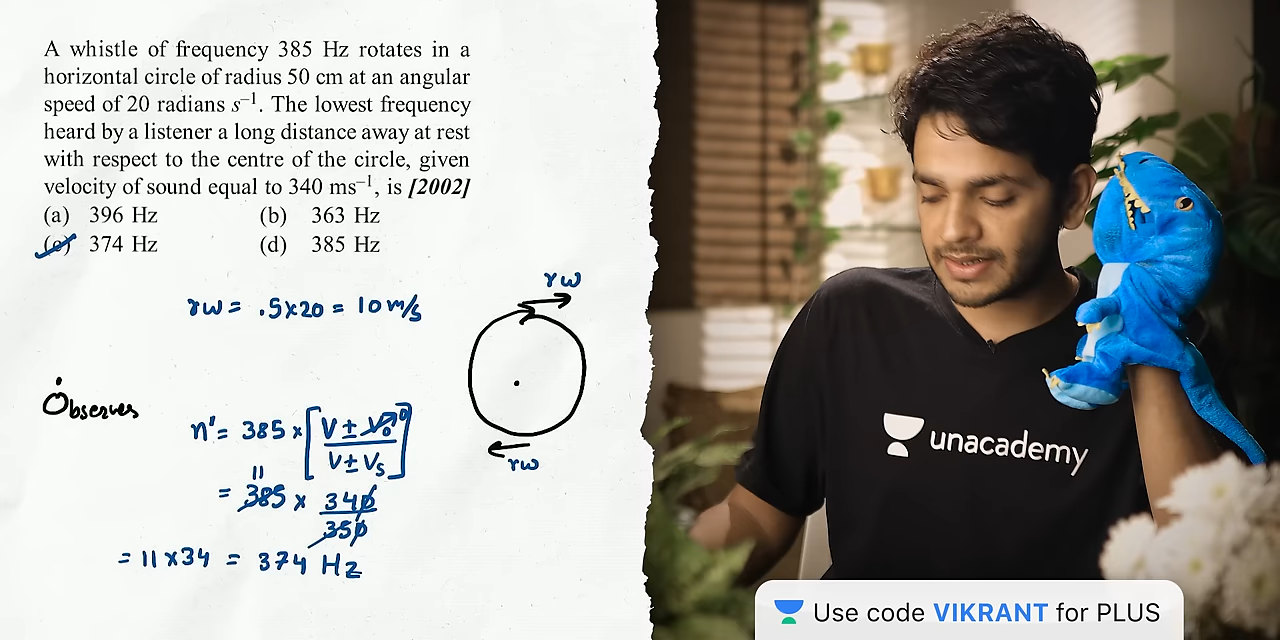 A whistle of frequency 385 Hz rotates in a
horizontal circle of radius 50 cm at an angular
speed of 20 radians s⁻¹. The lowest frequency
heard by a listener a long distance away at rest
with respect to the centre of the circle, given
velocity of sound equal to 340 ms⁻¹, is [2002]
(a) 396 Hz (b) 363 Hz
(c) 374 Hz (d) 385 Hz
rω
rω = .5×20 = 10 m/s
Observer
n' = 385 × [V ± V₀ / V ± Vs] 0
rω
11
= 385 × 340/350
= 11×34 = 374 Hz
unacademy
Use code VIKRANT for PLUS